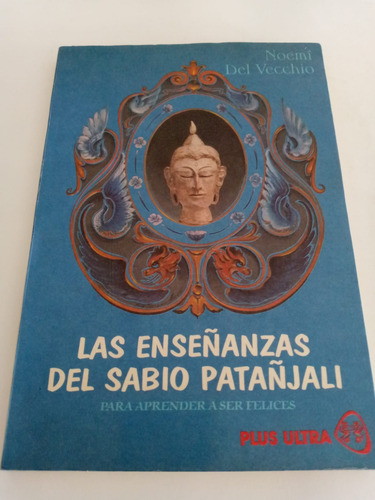 Noemí
Del Vecchio
LAS ENSEÑANZAS
DEL SABIO PATAÑJALI
PARA APRENDER A SER FELICES
PLUS ULTRA